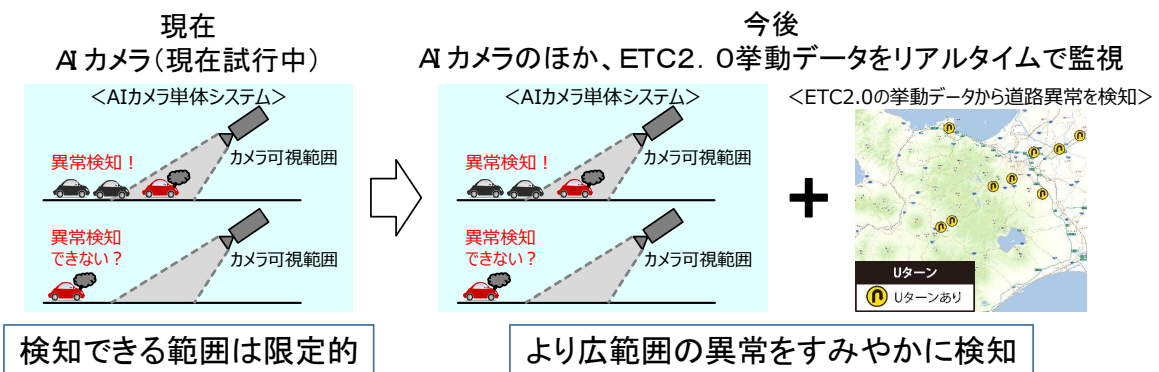 現在
AIカメラ(現在試行中)
<AIカメラ単体システム>
異常検知!
カメラ可視範囲
異常検知
できない?
カメラ可視範囲
検知できる範囲は限定的
今後
AIカメラのほか、ETC2.0挙動データをリアルタイムで監視
<AIカメラ単体システム>
異常検知!
カメラ可視範囲
異常検知
できない?
カメラ可視範囲
<ETC2.0の挙動データから道路異常を検知>
Uターン
Uターンあり
より広範囲の異常をすみやかに検知